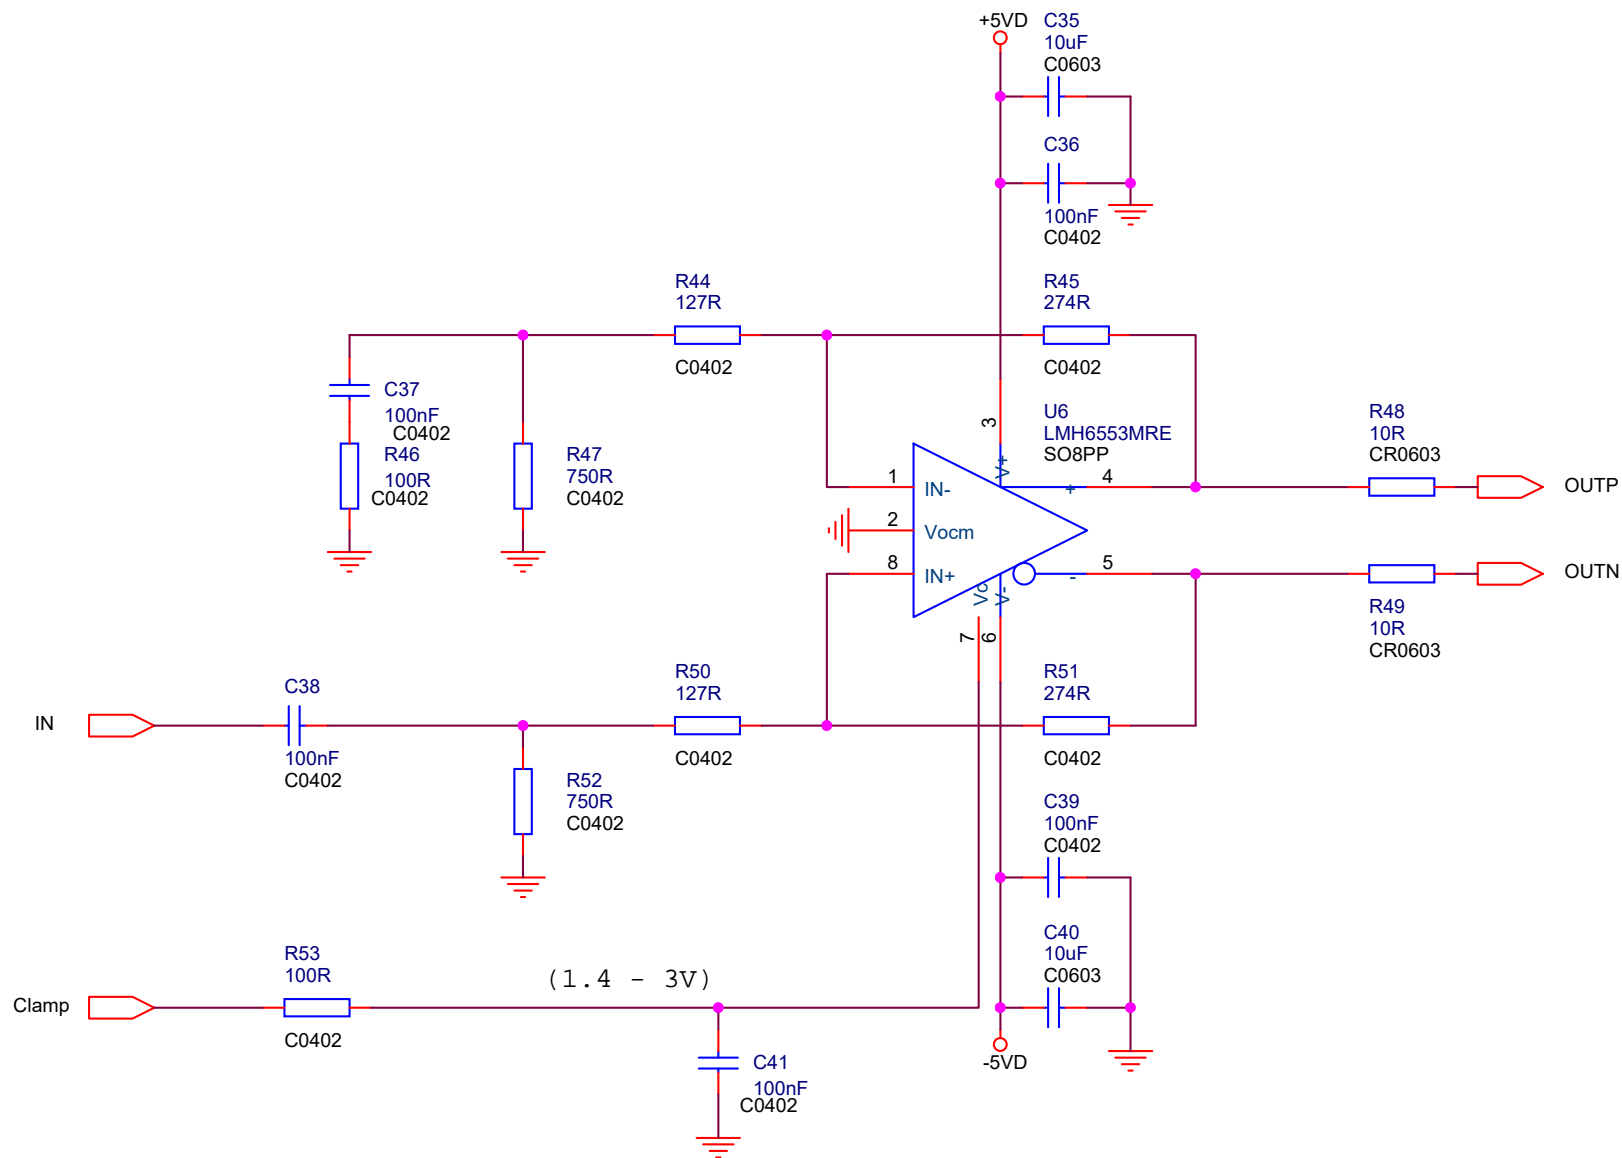 +5VD
C35
10uF
C0603
C36
100nF
C0402
R44
127R
C0402
R45
274R
C0402
C37
100nF
C0402
R46
100R
C0402
R47
750R
C0402
U6
LMH6553MRE
SO8PP
3
V+
1
IN-
2
Vocm
8
IN+
4
+
5
-
Vc
V-
7
6
R48
10R
CR0603
OUTP
OUTN
R49
10R
CR0603
IN
C38
100nF
C0402
R50
127R
C0402
R51
274R
C0402
R52
750R
C0402
C39
100nF
C0402
C40
10uF
C0603
-5VD
Clamp
R53
100R
C0402
(1.4 - 3V)
C41
100nF
C0402